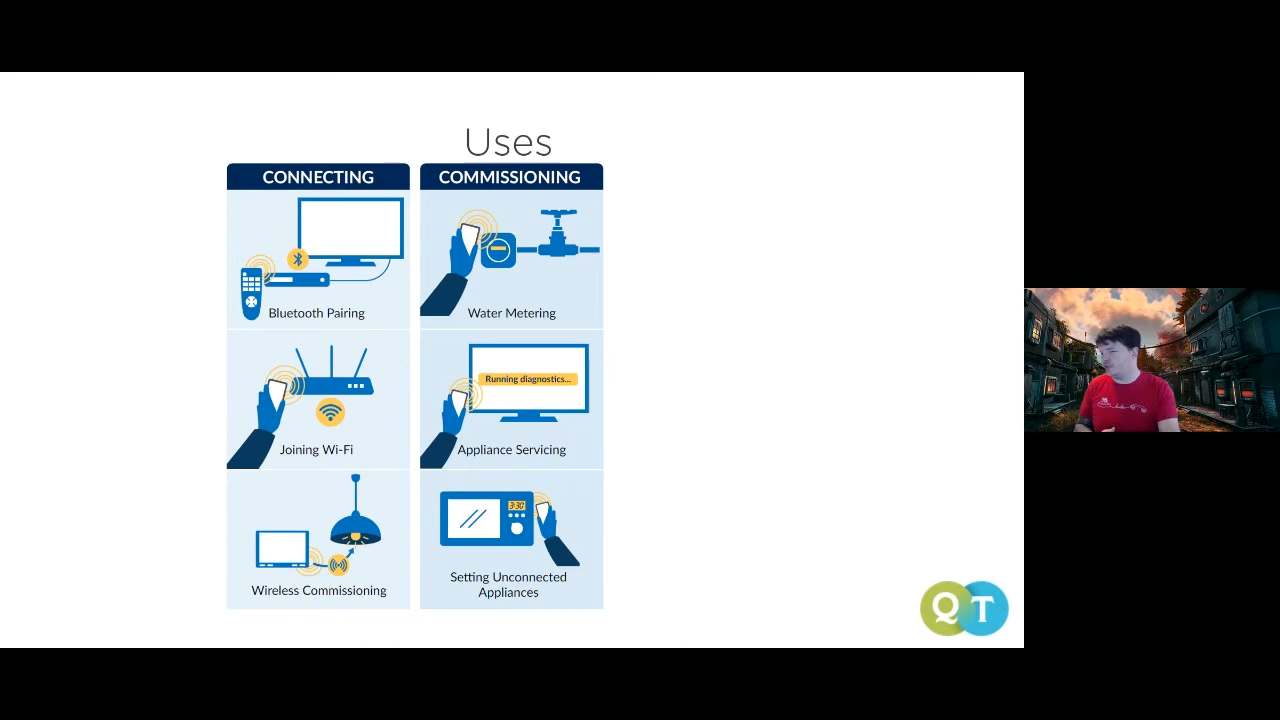 Uses
CONNECTING
Bluetooth Pairing
Joining Wi-Fi
Wireless Commissioning
COMMISSIONING
Water Metering
Running diagnostics...
Appliance Servicing
3:30
Setting Unconnected
Appliances
QT